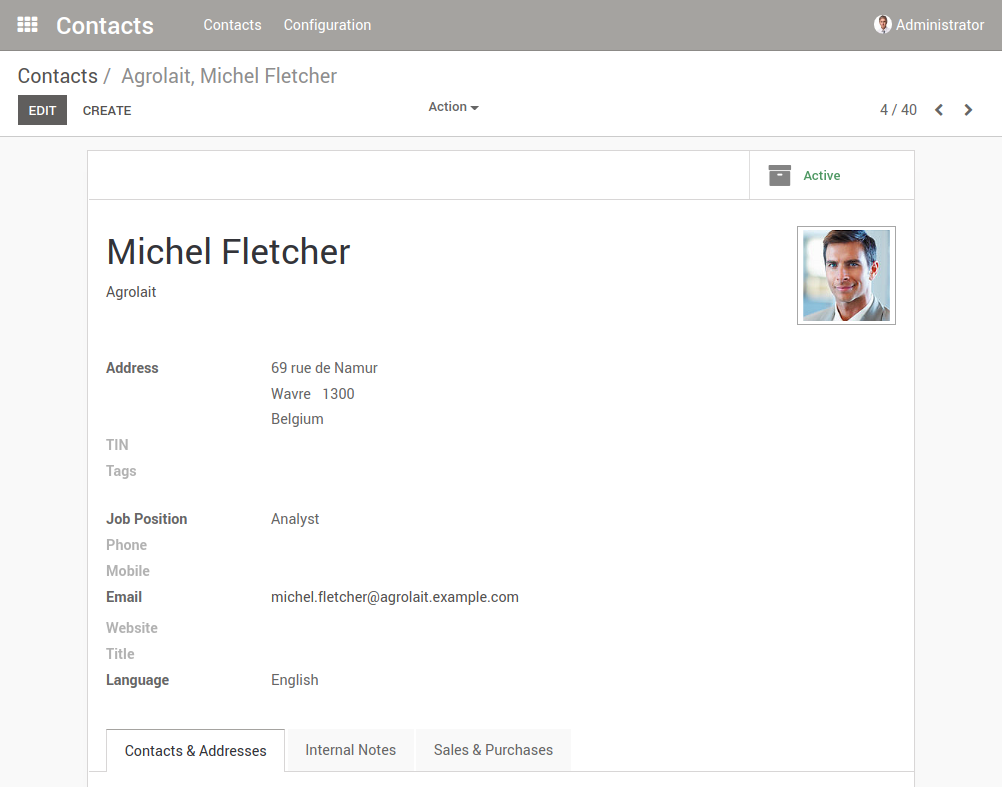 Contacts Contacts Configuration Administrator
Contacts / Agrolait, Michel Fletcher
EDIT CREATE Action 4 / 40
Active
Michel Fletcher
Agrolait
Address 69 rue de Namur
Wavre 1300
Belgium
TIN
Tags
Job Position Analyst
Phone
Mobile
Email michel.fletcher@agrolait.example.com
Website
Title
Language English
Contacts & Addresses Internal Notes Sales & Purchases